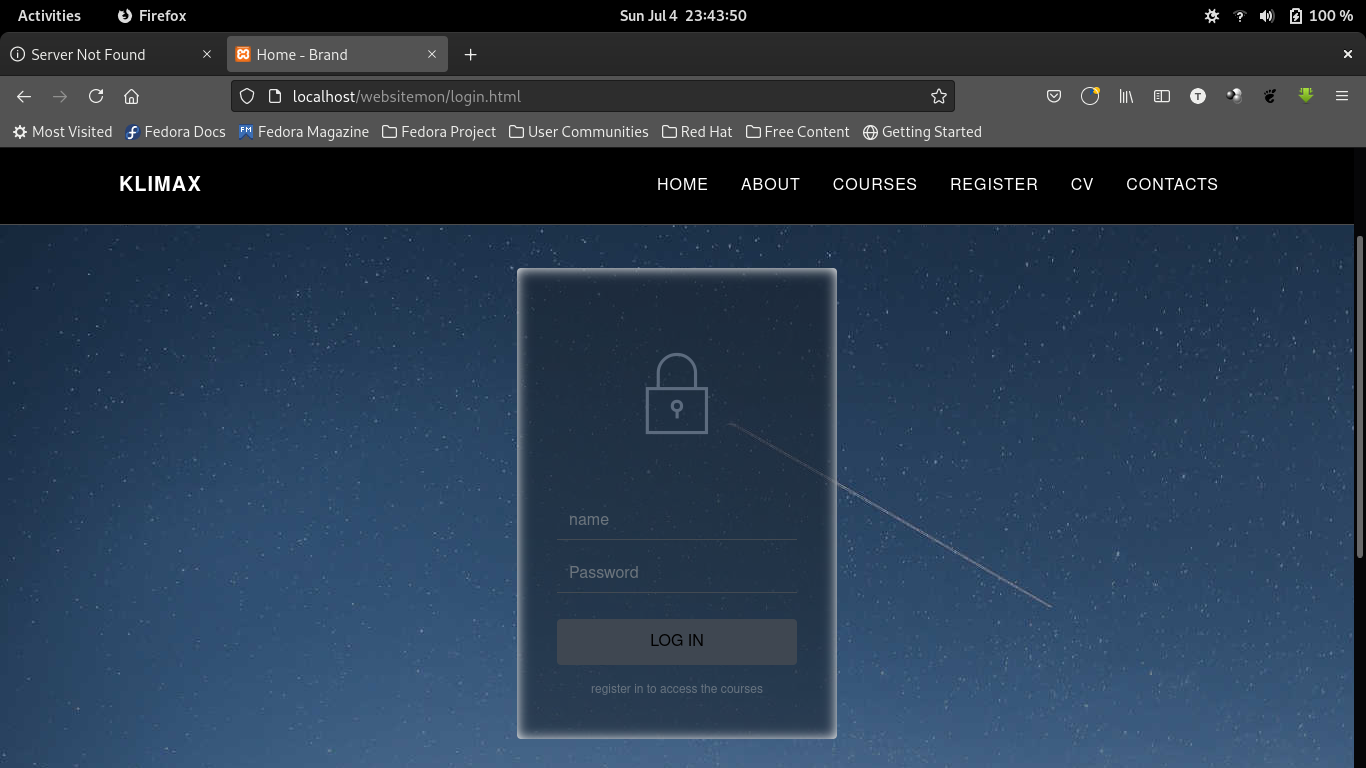 Activities Firefox Sun Jul 4 23:43:50 100 %
Server Not Found Home - Brand
localhost/websitemon/login.html T
Most Visited Fedora Docs FM Fedora Magazine Fedora Project User Communities Red Hat Free Content Getting Started
KLIMAX HOME ABOUT COURSES REGISTER CV CONTACTS
name
Password
LOG IN
register in to access the courses